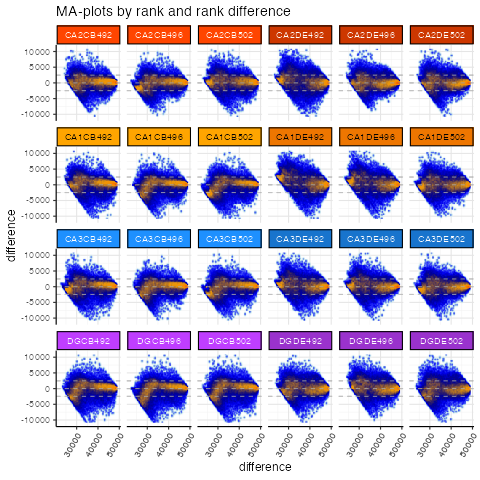 MA-plots by rank and rank difference
CA2CB492 CA2CB496 CA2CB502 CA2DE492 CA2DE496 CA2DE502
10000
5000
0
-5000
-10000
CA1CB492 CA1CB496 CA1CB502 CA1DE492 CA1DE496 CA1DE502
10000
5000
0
-5000
-10000
difference
CA3CB492 CA3CB496 CA3CB502 CA3DE492 CA3DE496 CA3DE502
10000
5000
0
-5000
-10000
DGCB492 DGCB496 DGCB502 DGDE492 DGDE496 DGDE502
10000
5000
0
-5000
-10000
30000 40000 50000 30000 40000 50000 30000 40000 50000 30000 40000 50000 30000 40000 50000 30000 40000 50000
difference